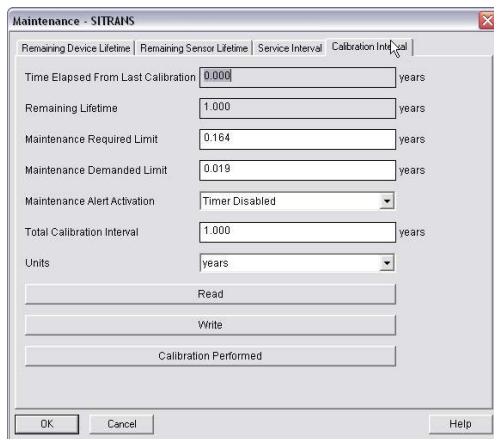 Maintenance - SITRANS
Remaining Device Lifetime Remaining Sensor Lifetime Service Interval Calibration Interval
Time Elapsed From Last Calibration 0.000 years
Remaining Lifetime 1.000 years
Maintenance Required Limit 0.164 years
Maintenance Demanded Limit 0.019 years
Maintenance Alert Activation Timer Disabled
Total Calibration Interval 1.000 years
Units years
Read
Write
Calibration Performed
OK Cancel Help